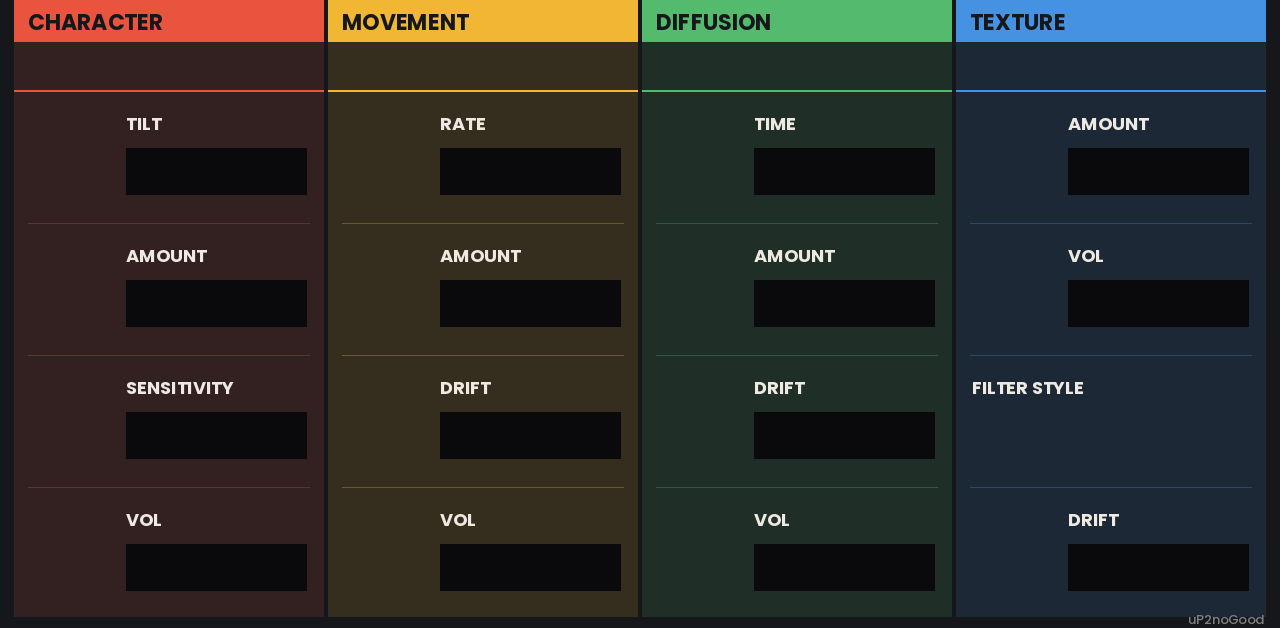 CHARACTER
MOVEMENT
DIFFUSION
TEXTURE
TILT
RATE
TIME
AMOUNT
AMOUNT
AMOUNT
AMOUNT
VOL
SENSITIVITY
DRIFT
DRIFT
FILTER STYLE
VOL
VOL
VOL
DRIFT
uP2noGood